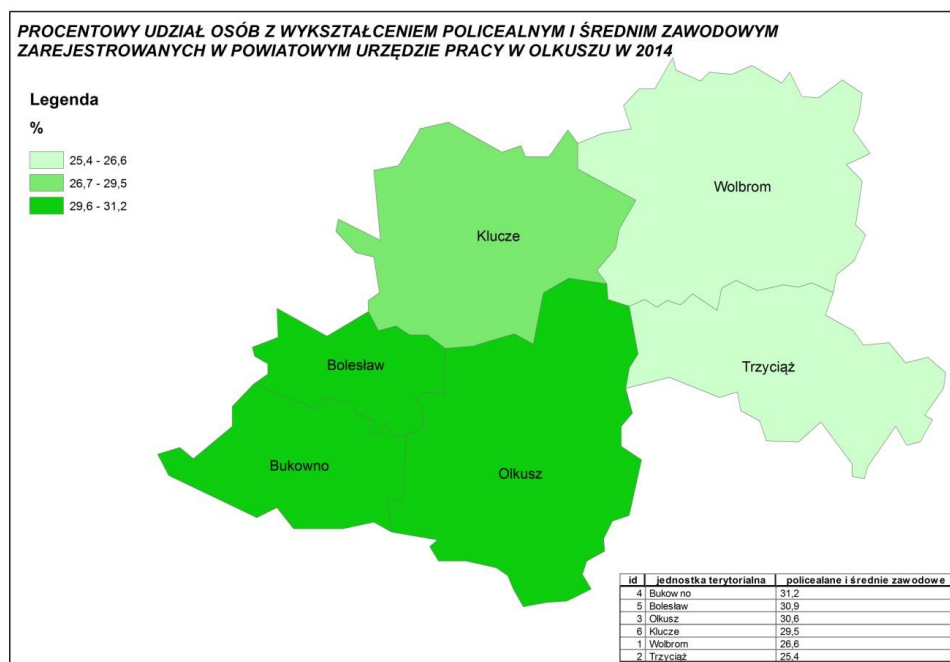 PROCENTOWY UDZIAŁ OSÓB Z WYKSZTAŁCENIEM POLICEALNYM I ŚREDNIM ZAWODOWYM
ZAREJESTROWANYCH W POWIATOWYM URZĘDZIE PRACY W OLKUSZU W 2014
Legenda
%
25,4 - 26,6
26,7 - 29,5
29,6 - 31,2
Wolbrom
Klucze
Bolesław
Trzyciąż
Bukowno
Olkusz
id jednostka terytorialna policealane i średnie zawodowe
4 Bukowno 31,2
5 Bolesław 30,9
3 Olkusz 30,6
6 Klucze 29,5
1 Wolbrom 26,6
2 Trzyciąż 25,4